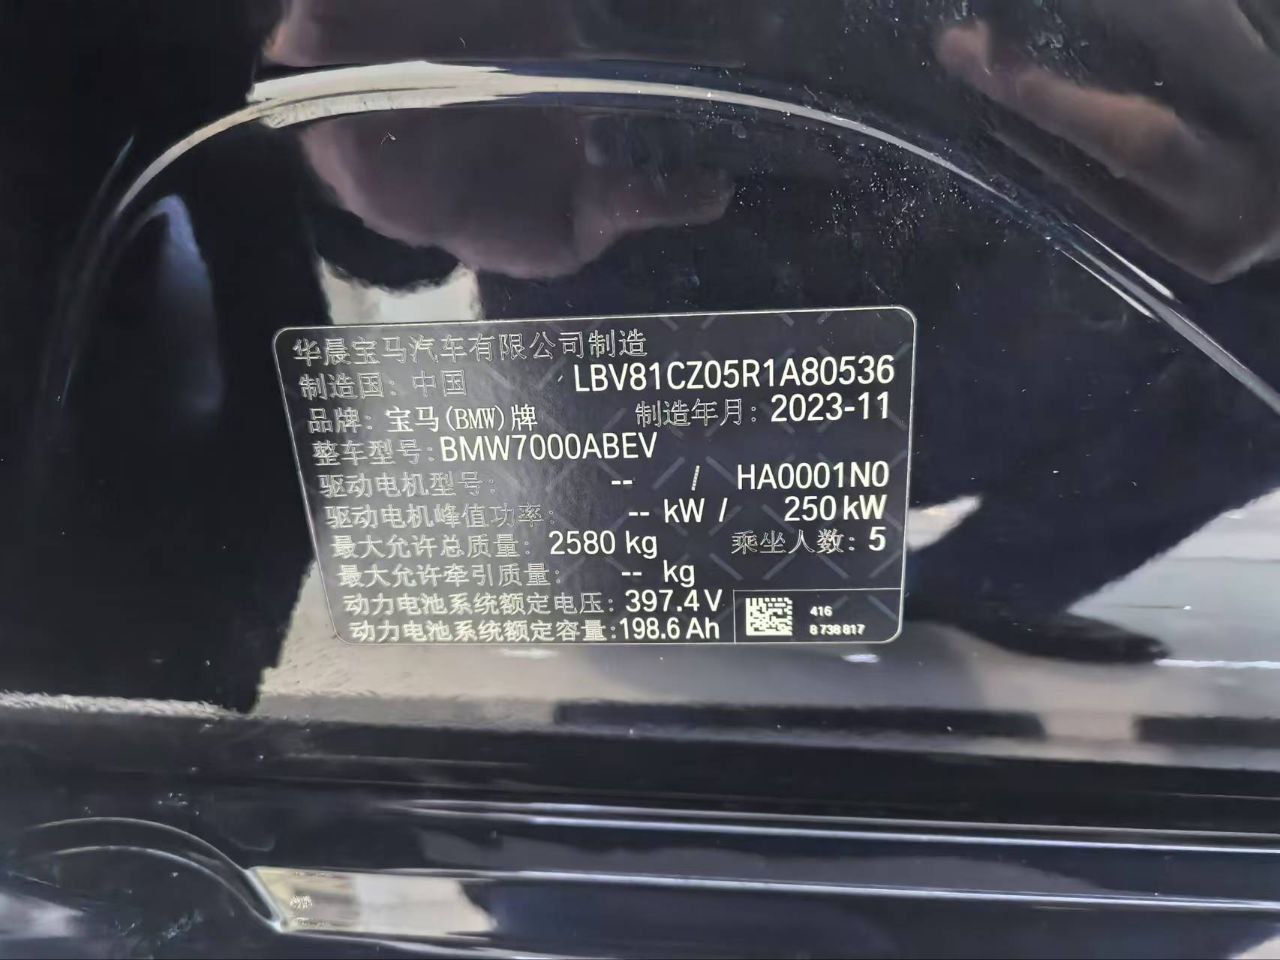 华晨宝马汽车有限公司制造
制造国：中国 LBV81CZ05R1A80536
品牌：宝马(BMW)牌 制造年月：2023-11
整车型号：BMW7000ABEV
驱动电机型号： -- / HA0001N0
驱动电机峰值功率： -- kW / 250 kW
最大允许总质量：2580 kg 乘坐人数：5
最大允许牵引质量： -- kg
动力电池系统额定电压：397.4 V
动力电池系统额定容量：198.6 Ah
416
8 738 817